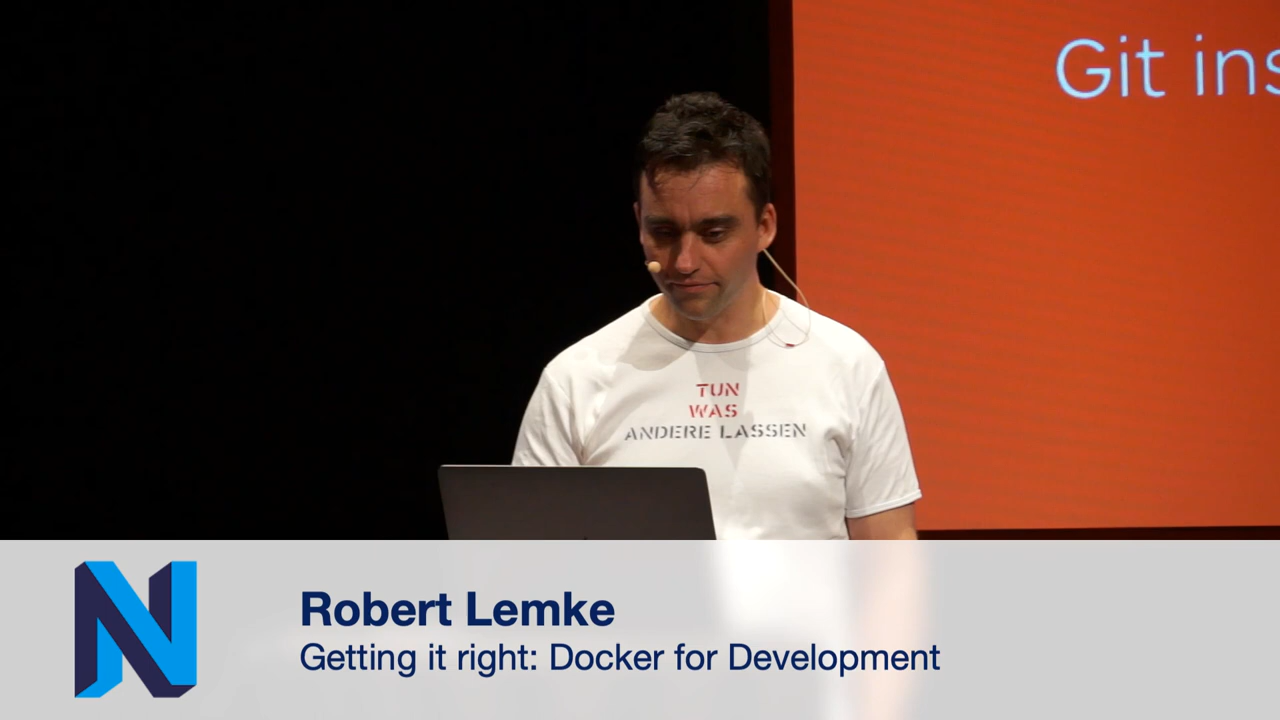 Git ins
TUN
WAS
ANDERE LASSEN
Robert Lemke
Getting it right: Docker for Development